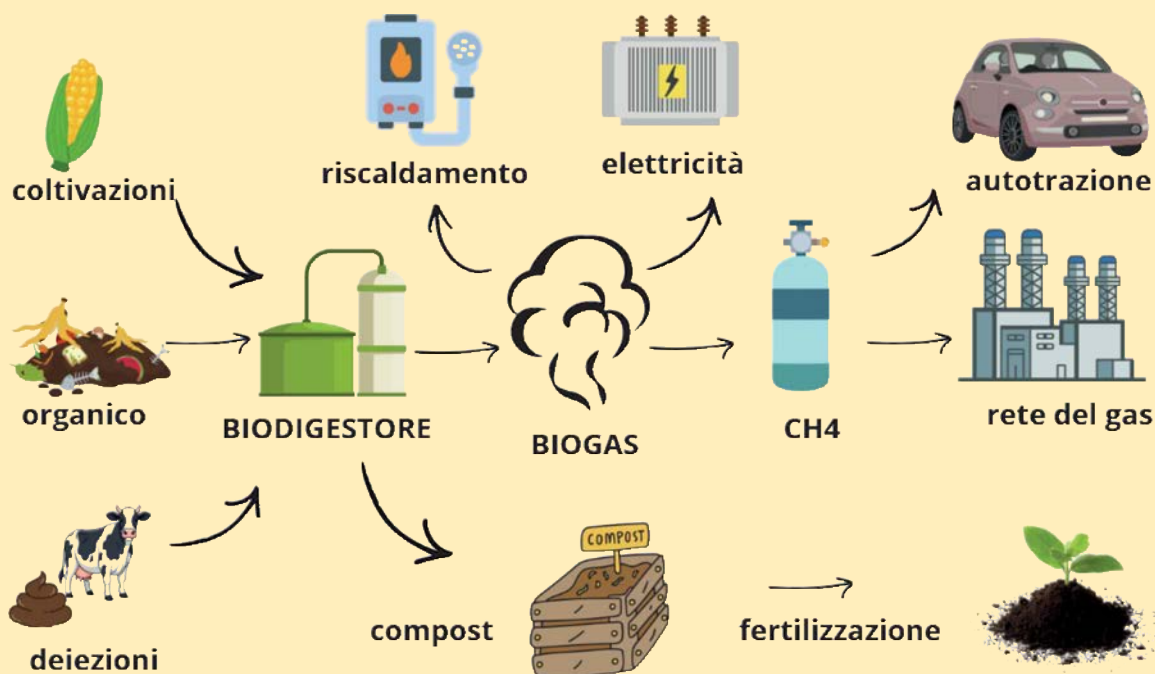 coltivazioni
riscaldamento
elettricità
autotrazione
organico
BIODIGESTORE
BIOGAS
CH4
rete del gas
deiezioni
compost
COMPOST
fertilizzazione